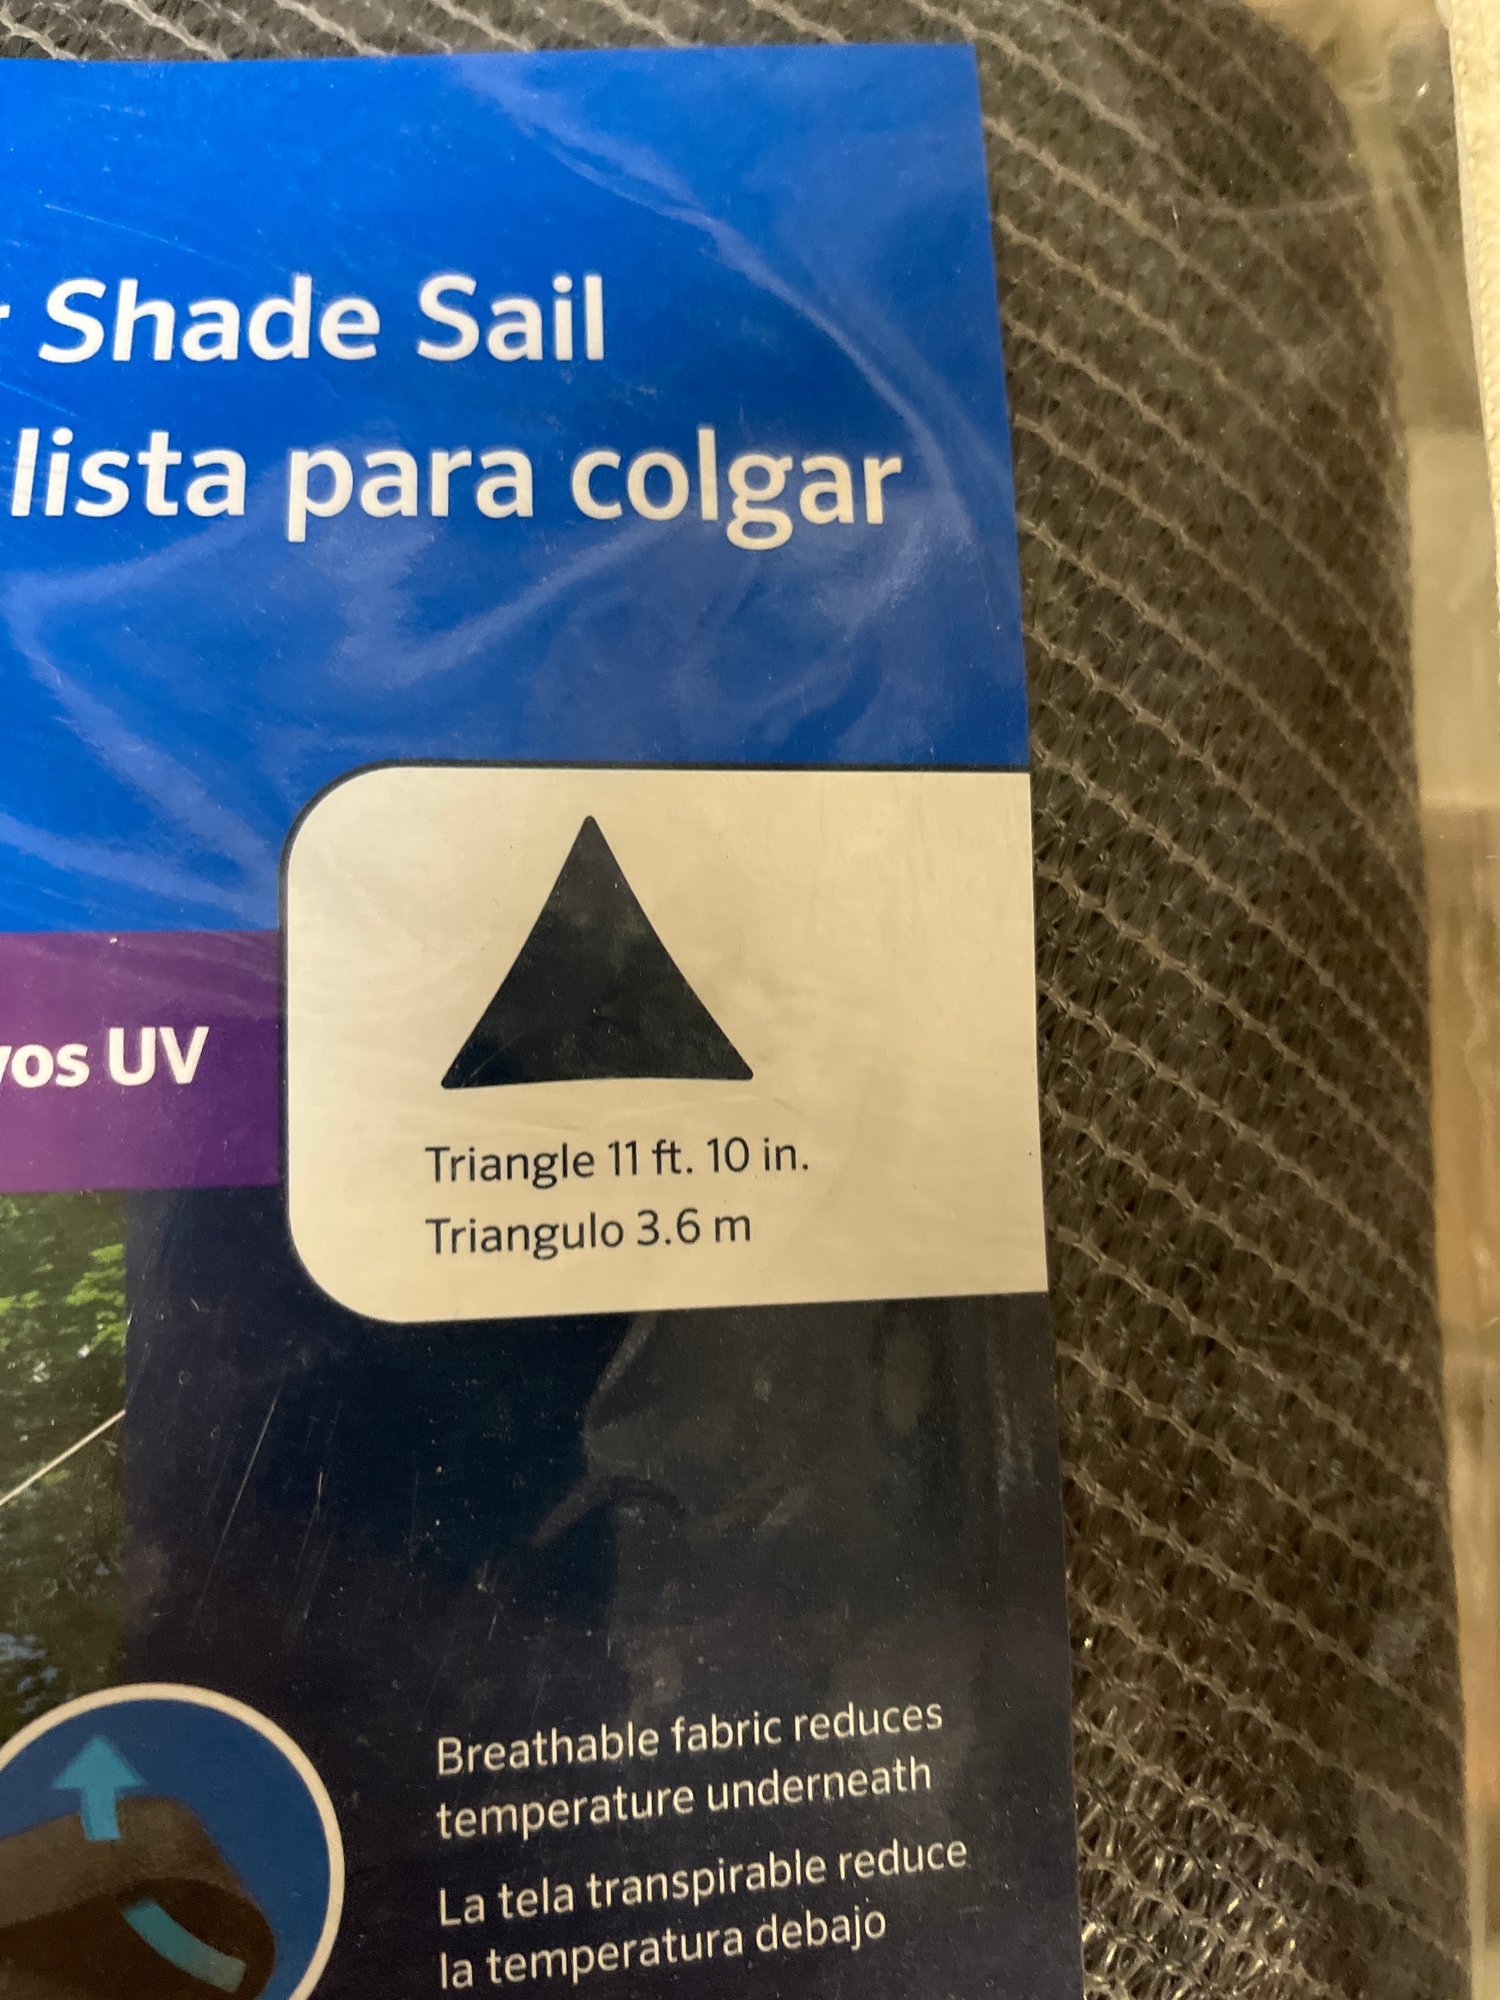 Shade Sail
lista para colgar
UV
Triangle 11 ft. 10 in.
Triangulo 3.6 m
Breathable fabric reduces
temperature underneath
La tela transpirable reduce
la temperatura debajo